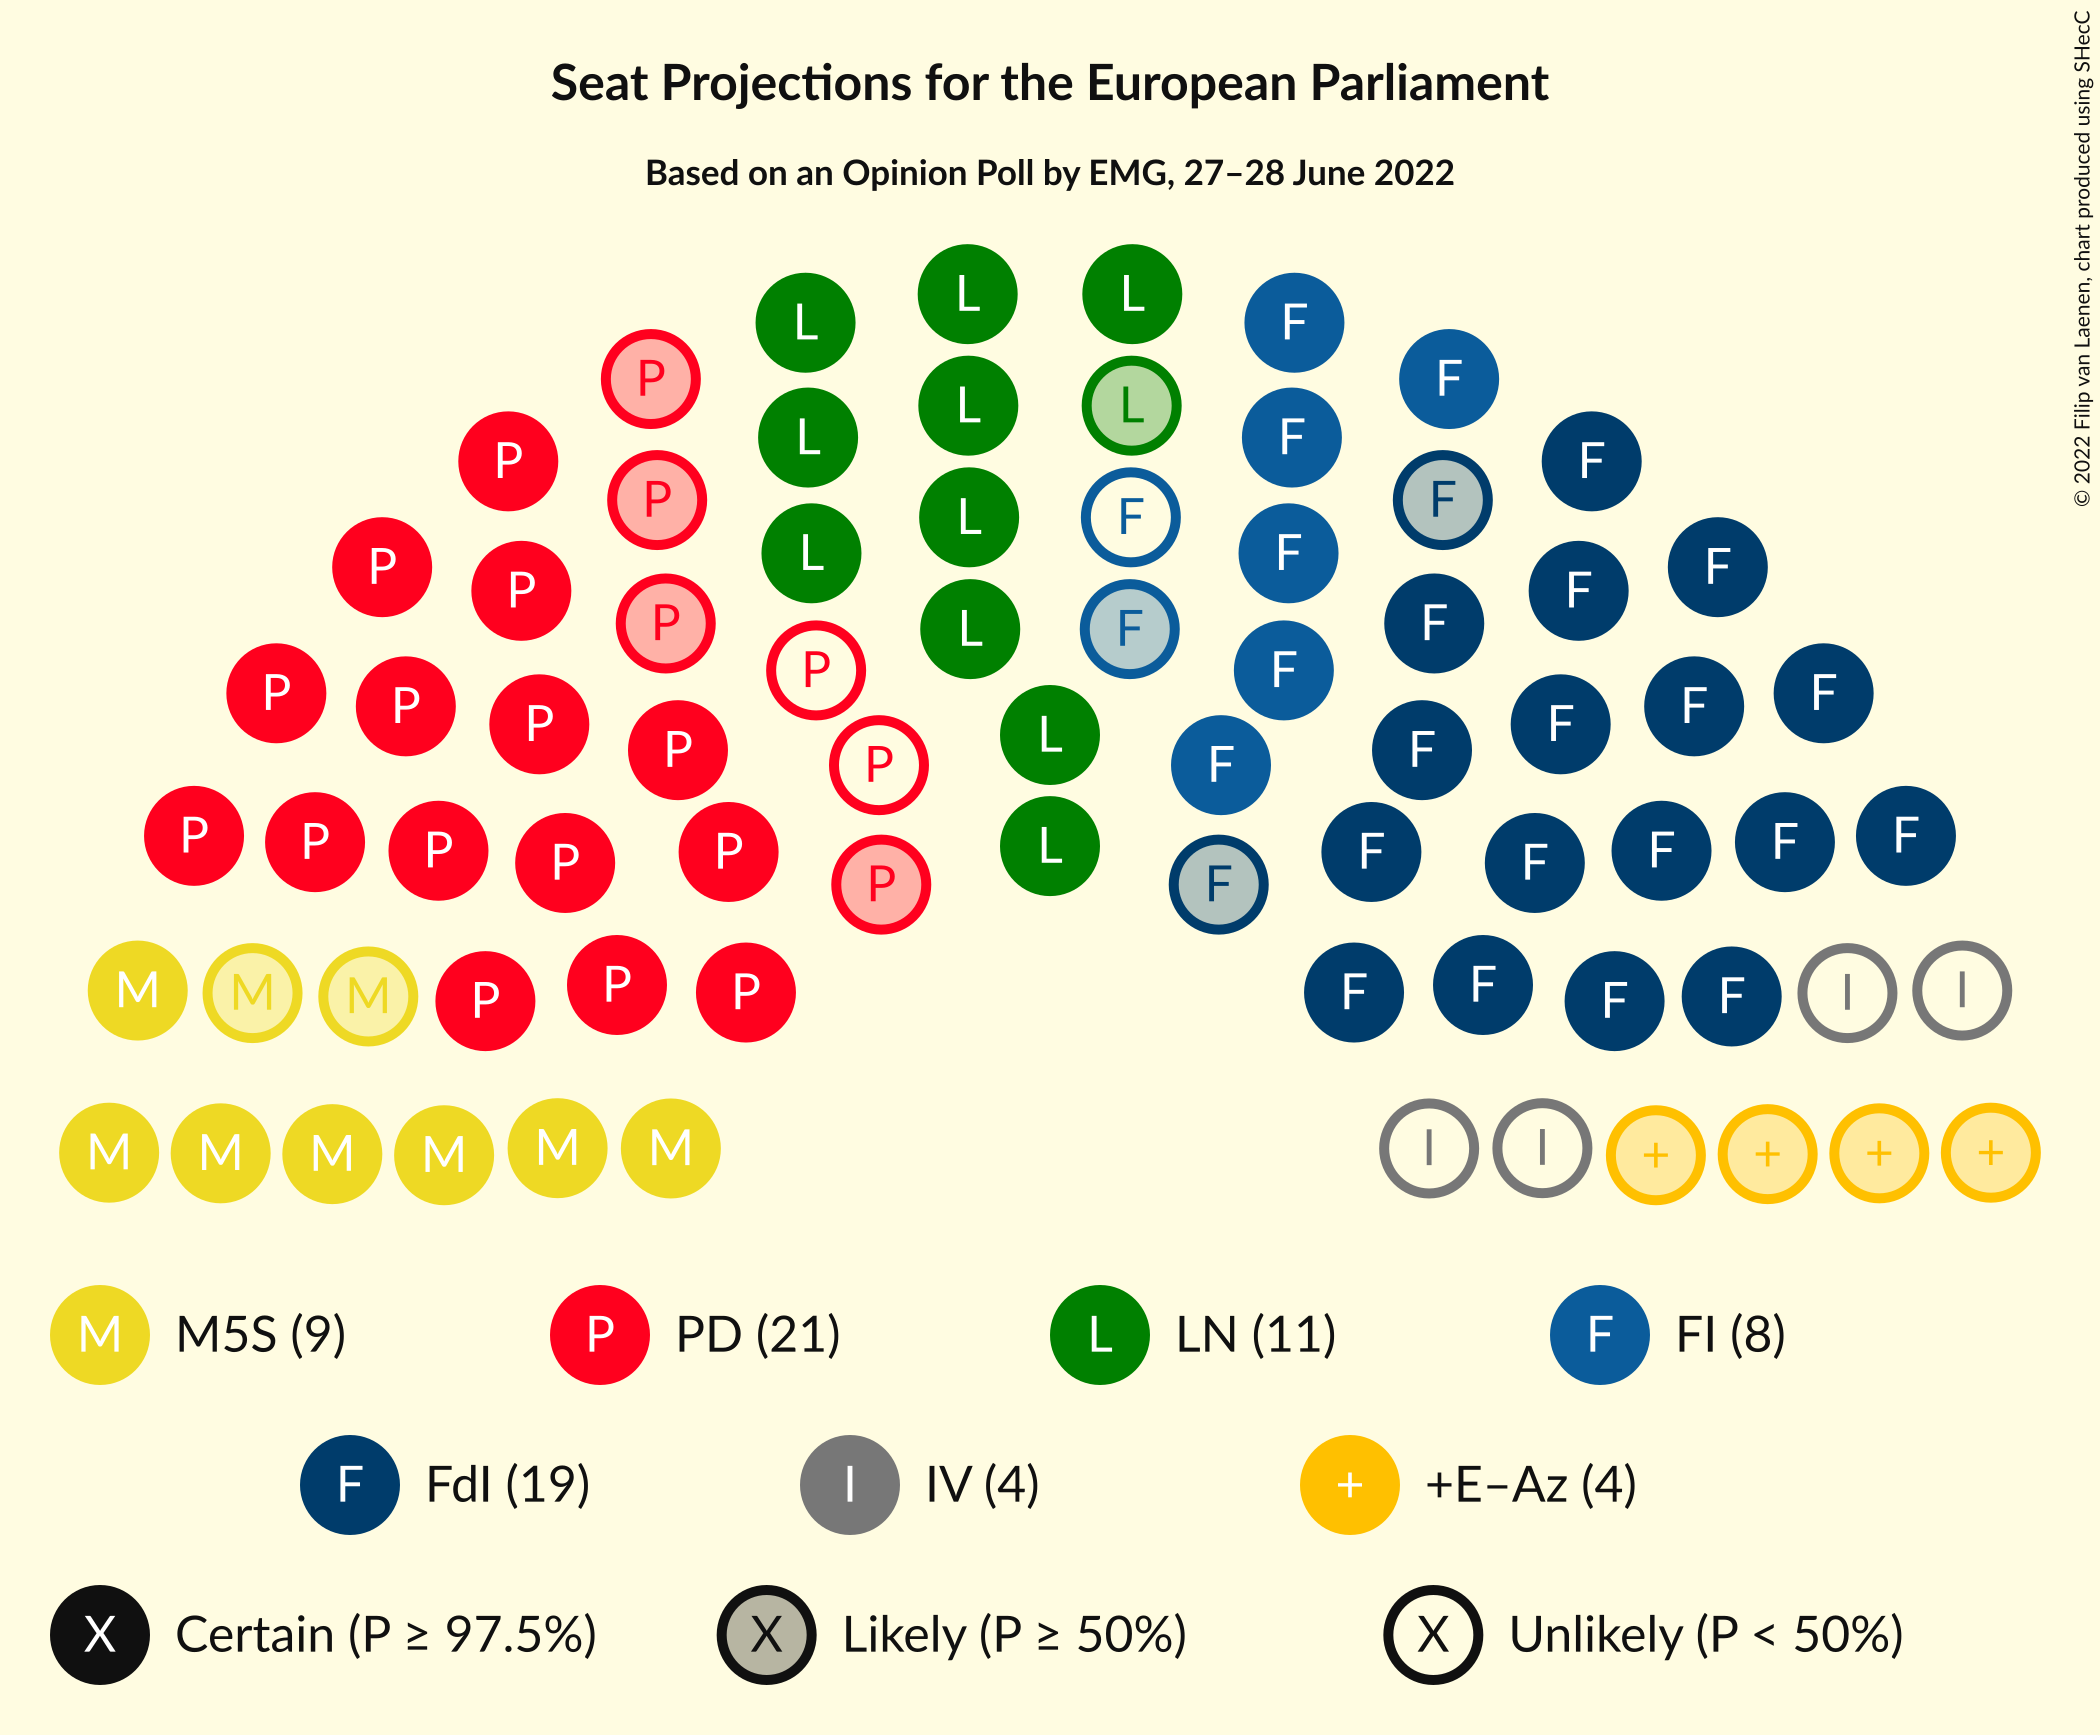 Seat Projections for the European Parliament
Based on an Opinion Poll by EMG, 27–28 June 2022
© 2022 Filip van Laenen, chart produced using SHecC
L L
L F
P F
L L
L F
P F
P F
P F
L F
P F
P F
L F
P F
P F
L F
P P F F
P P F F
P P F F
L
P F
P P F F
P P F F
L
P F
M M M P P P F F F F I I
M M M M M M I I + + + +
M M5S (9) P PD (21) L LN (11) F FI (8)
F FdI (19) I IV (4) + +E–Az (4)
X Certain (P ≥ 97.5%) X Likely (P ≥ 50%) X Unlikely (P < 50%)